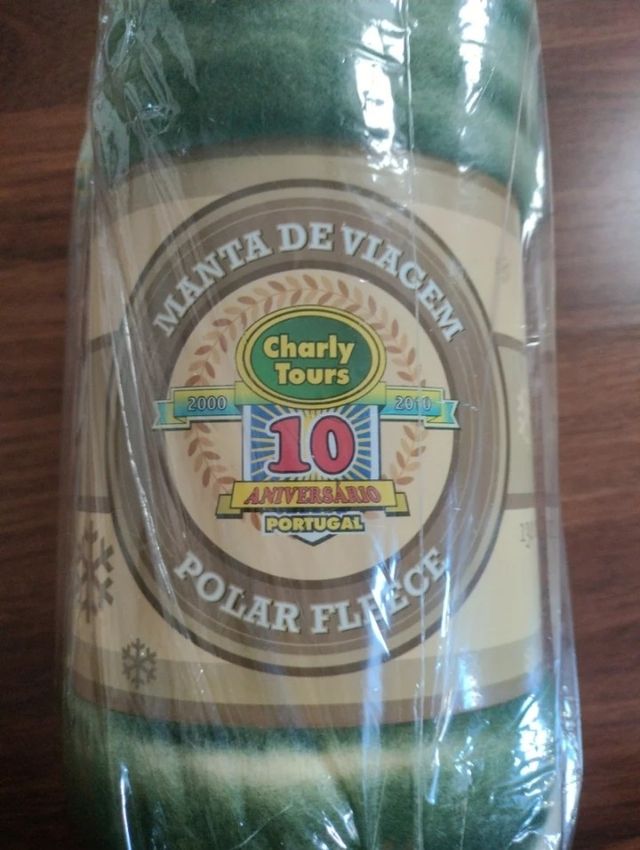 MANTA DE VIAGEM
Charly
Tours
2000
2010
10
ANIVERSÁRIO
PORTUGAL
POLAR FLEECE